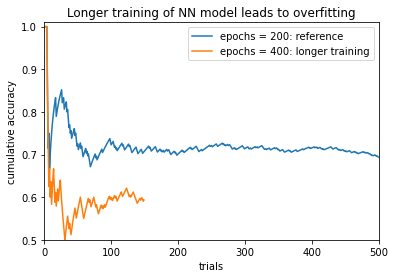 Longer training of NN model leads to overfitting
epochs = 200: reference
epochs = 400: longer training
cumulative accuracy
1.0
0.9
0.8
0.7
0.6
0.5
0
100
200
300
400
500
trials